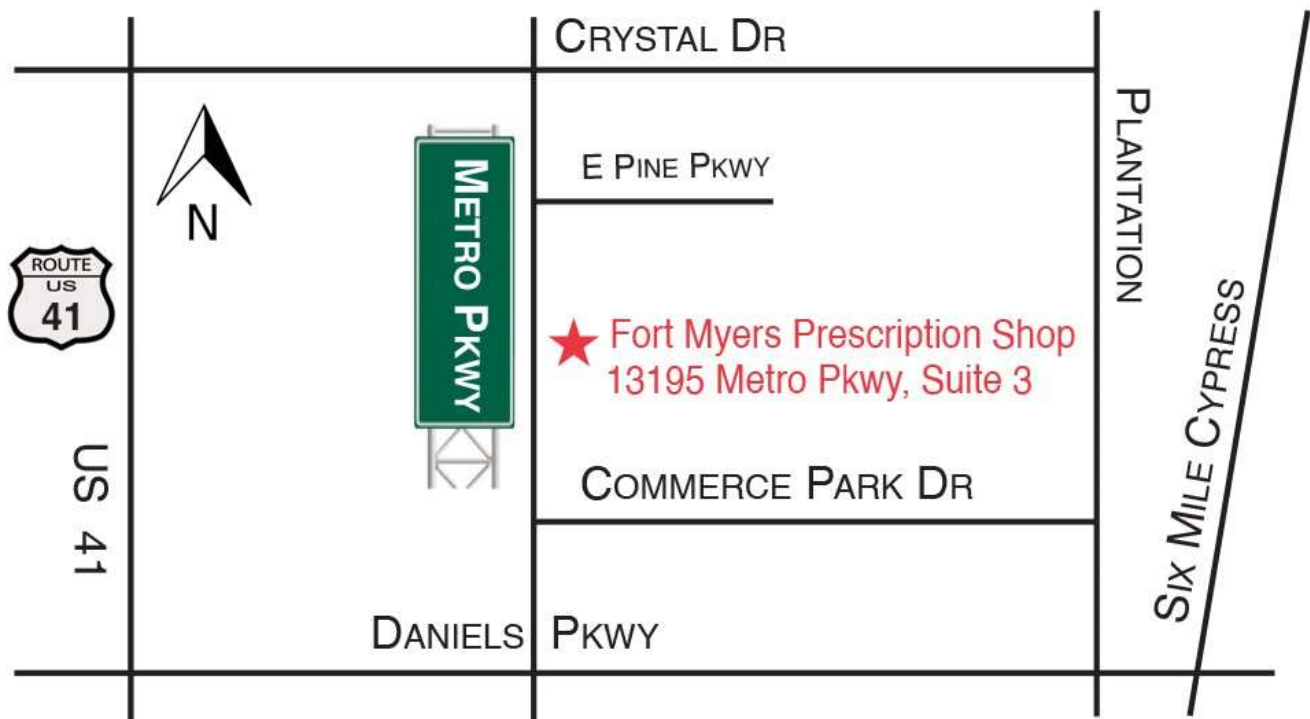 CRYSTAL DR
PLANTATION
E PINE PKWY
METRO PKWY
N
ROUTE
US
41
Fort Myers Prescription Shop
13195 Metro Pkwy, Suite 3
SIX MILE CYPRESS
US 41
COMMERCE PARK DR
DANIELS PKWY